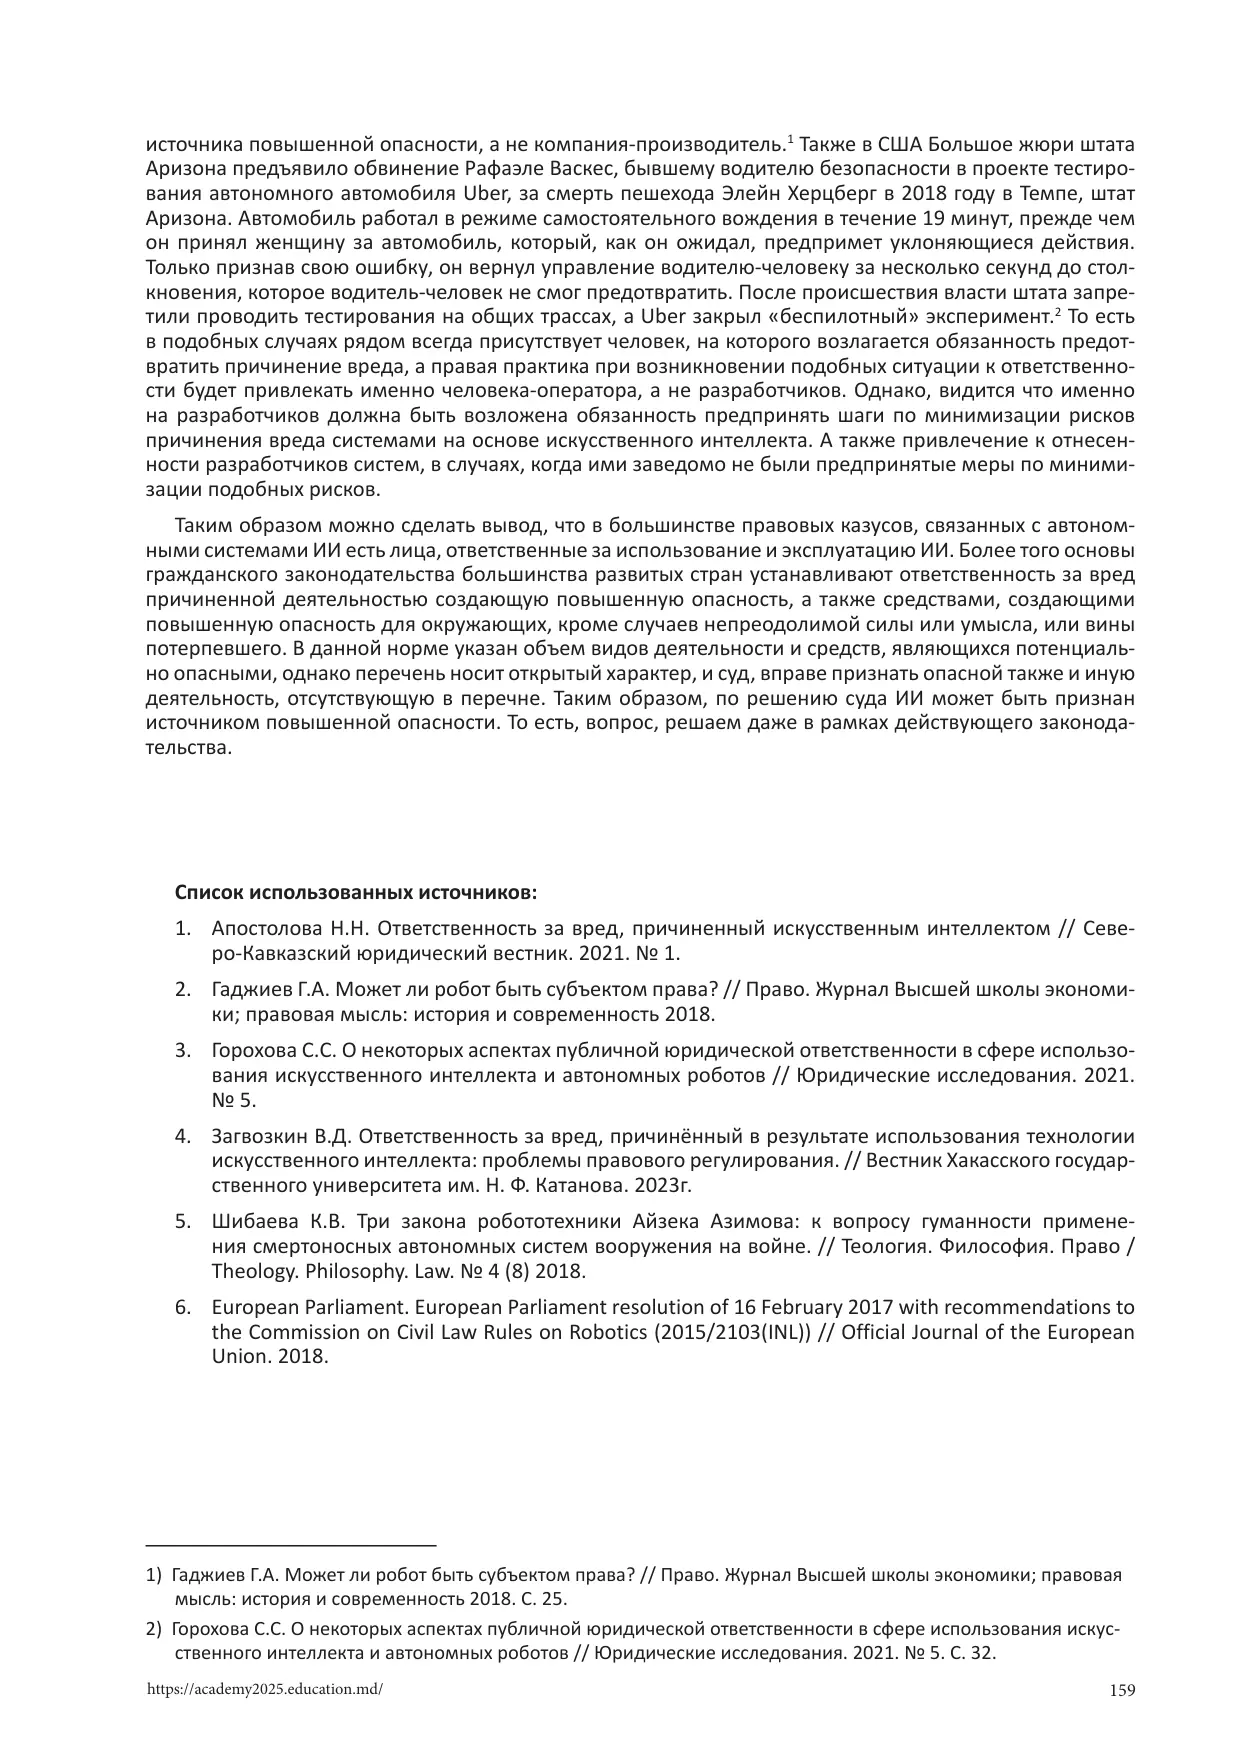 источника повышенной опасности, а не компания-производитель.1 Также в США Большое жюри штата
Аризона предъявило обвинение Рафаэле Васкес, бывшему водителю безопасности в проекте тестиро-
вания автономного автомобиля Uber, за смерть пешехода Элейн Херцберг в 2018 году в Темпе, штат
Аризона. Автомобиль работал в режиме самостоятельного вождения в течение 19 минут, прежде чем
он принял женщину за автомобиль, который, как он ожидал, предпримет уклоняющиеся действия.
Только признав свою ошибку, он вернул управление водителю-человеку за несколько секунд до стол-
кновения, которое водитель-человек не смог предотвратить. После происшествия власти штата запре-
тили проводить тестирования на общих трассах, а Uber закрыл «беспилотный» эксперимент.2 То есть
в подобных случаях рядом всегда присутствует человек, на которого возлагается обязанность предот-
вратить причинение вреда, а правая практика при возникновении подобных ситуации к ответственно-
сти будет привлекать именно человека-оператора, а не разработчиков. Однако, видится что именно
на разработчиков должна быть возложена обязанность предпринять шаги по минимизации рисков
причинения вреда системами на основе искусственного интеллекта. А также привлечение к отнесен-
ности разработчиков систем, в случаях, когда ими заведомо не были предпринятые меры по миними-
зации подобных рисков.
Таким образом можно сделать вывод, что в большинстве правовых казусов, связанных с автоном-
ными системами ИИ есть лица, ответственные за использование и эксплуатацию ИИ. Более того основы
гражданского законодательства большинства развитых стран устанавливают ответственность за вред
причиненной деятельностью создающую повышенную опасность, а также средствами, создающими
повышенную опасность для окружающих, кроме случаев непреодолимой силы или умысла, или вины
потерпевшего. В данной норме указан объем видов деятельности и средств, являющихся потенциаль-
но опасными, однако перечень носит открытый характер, и суд, вправе признать опасной также и иную
деятельность, отсутствующую в перечне. Таким образом, по решению суда ИИ может быть признан
источником повышенной опасности. То есть, вопрос, решаем даже в рамках действующего законода-
тельства.
Список использованных источников:
1. Апостолова Н.Н. Ответственность за вред, причиненный искусственным интеллектом // Севе-
ро-Кавказский юридический вестник. 2021. № 1.
2. Гаджиев Г.А. Может ли робот быть субъектом права? // Право. Журнал Высшей школы экономи-
ки; правовая мысль: история и современность 2018.
3. Горохова С.С. О некоторых аспектах публичной юридической ответственности в сфере использо-
вания искусственного интеллекта и автономных роботов // Юридические исследования. 2021.
№ 5.
4. Загвозкин В.Д. Ответственность за вред, причинённый в результате использования технологии
искусственного интеллекта: проблемы правового регулирования. // Вестник Хакасского государ-
ственного университета им. Н. Ф. Катанова. 2023г.
5. Шибаева К.В. Три закона робототехники Айзека Азимова: к вопросу гуманности примене-
ния смертоносных автономных систем вооружения на войне. // Теология. Философия. Право /
Theology. Philosophy. Law. № 4 (8) 2018.
6. European Parliament. European Parliament resolution of 16 February 2017 with recommendations to
the Commission on Civil Law Rules on Robotics (2015/2103(INL)) // Official Journal of the European
Union. 2018.
1) Гаджиев Г.А. Может ли робот быть субъектом права? // Право. Журнал Высшей школы экономики; правовая
мысль: история и современность 2018. С. 25.
2) Горохова С.С. О некоторых аспектах публичной юридической ответственности в сфере использования искус-
ственного интеллекта и автономных роботов // Юридические исследования. 2021. № 5. С. 32.
https://academy2025.education.md/ 159